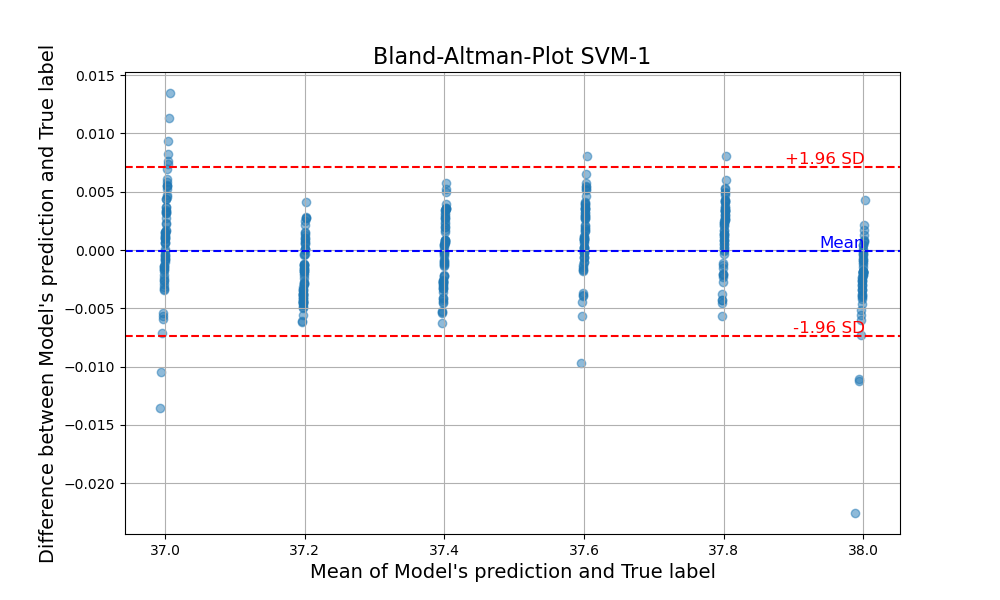 Bland-Altman-Plot SVM-1
Difference between Model's prediction and True label
0.015
0.010
0.005
0.000
−0.005
−0.010
−0.015
−0.020
+1.96 SD
Mean
-1.96 SD
37.0 37.2 37.4 37.6 37.8 38.0
Mean of Model's prediction and True label